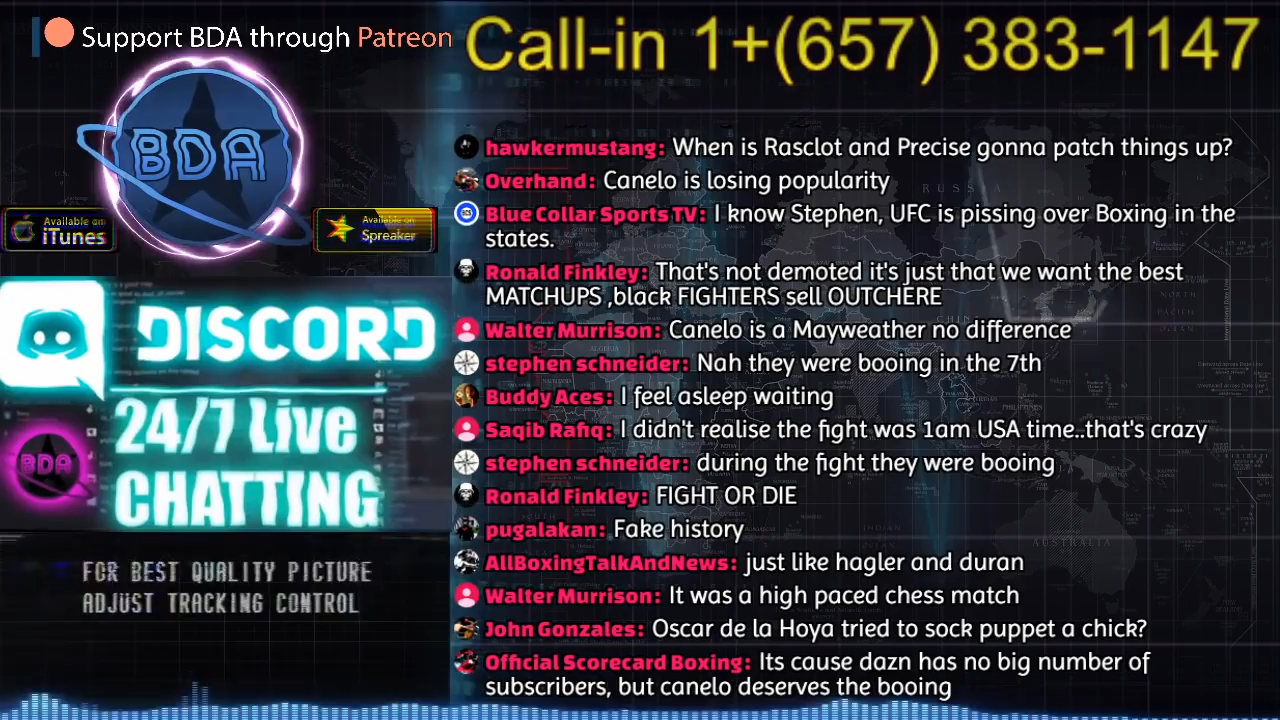 Support BDA through Patreon
Call-in 1+(657) 383-1147
BDA
Available on
iTunes
Available on
Spreaker
DISCORD
24/7 Live
CHATTING
BDA
FOR BEST QUALITY PICTURE
ADJUST TRACKING CONTROL
hawkermustang: When is Rasclot and Precise gonna patch things up?
Overhand: Canelo is losing popularity
Blue Collar Sports TV: I know Stephen, UFC is pissing over Boxing in the
states.
Ronald Finkley: That's not demoted it's just that we want the best
MATCHUPS ,black FIGHTERS sell OUTCHERE
Walter Murrison: Canelo is a Mayweather no difference
stephen schneider: Nah they were booing in the 7th
Buddy Aces: I feel asleep waiting
Saqib Rafiq: I didn't realise the fight was 1am USA time..that's crazy
stephen schneider: during the fight they were booing
Ronald Finkley: FIGHT OR DIE
pugalakan: Fake history
AllBoxingTalkAndNews: just like hagler and duran
Walter Murrison: It was a high paced chess match
John Gonzales: Oscar de la Hoya tried to sock puppet a chick?
Official Scorecard Boxing: Its cause dazn has no big number of
subscribers, but canelo deserves the booing